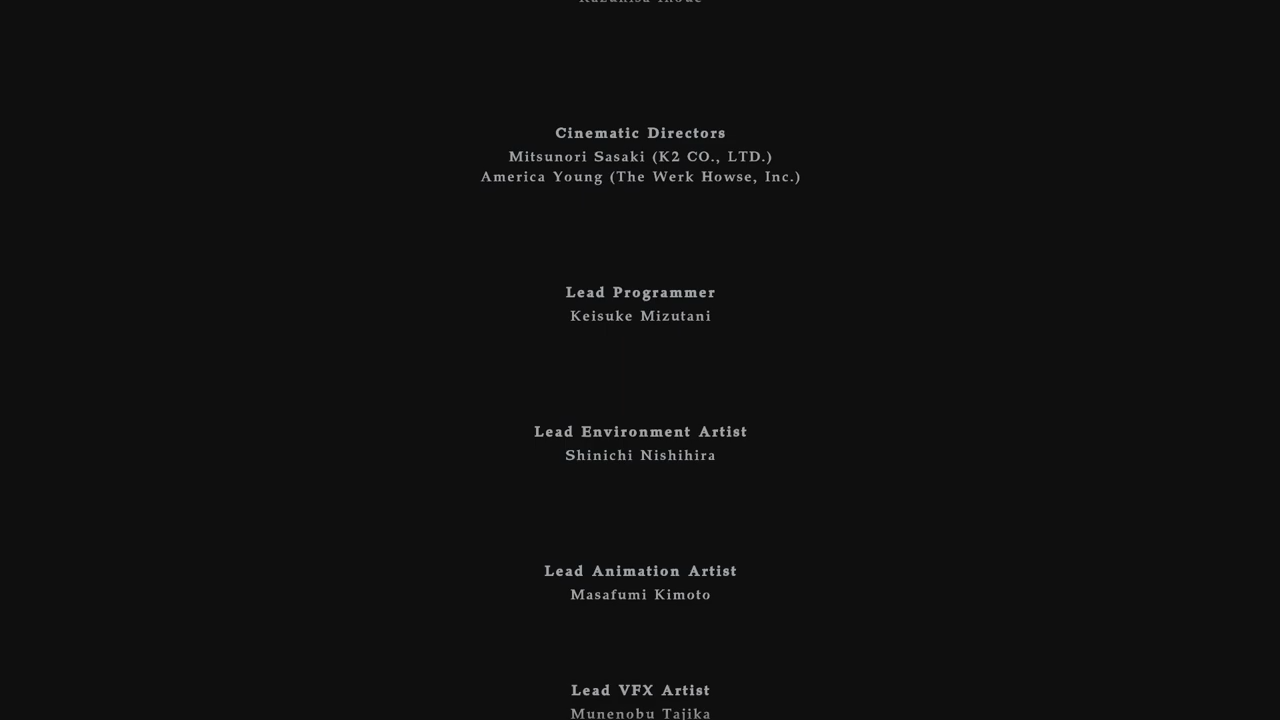 Cinematic Directors
Mitsunori Sasaki (K2 CO., LTD.)
America Young (The Werk Howse, Inc.)
Lead Programmer
Keisuke Mizutani
Lead Environment Artist
Shinichi Nishihira
Lead Animation Artist
Masafumi Kimoto
Lead VFX Artist
Munenobu Tajika